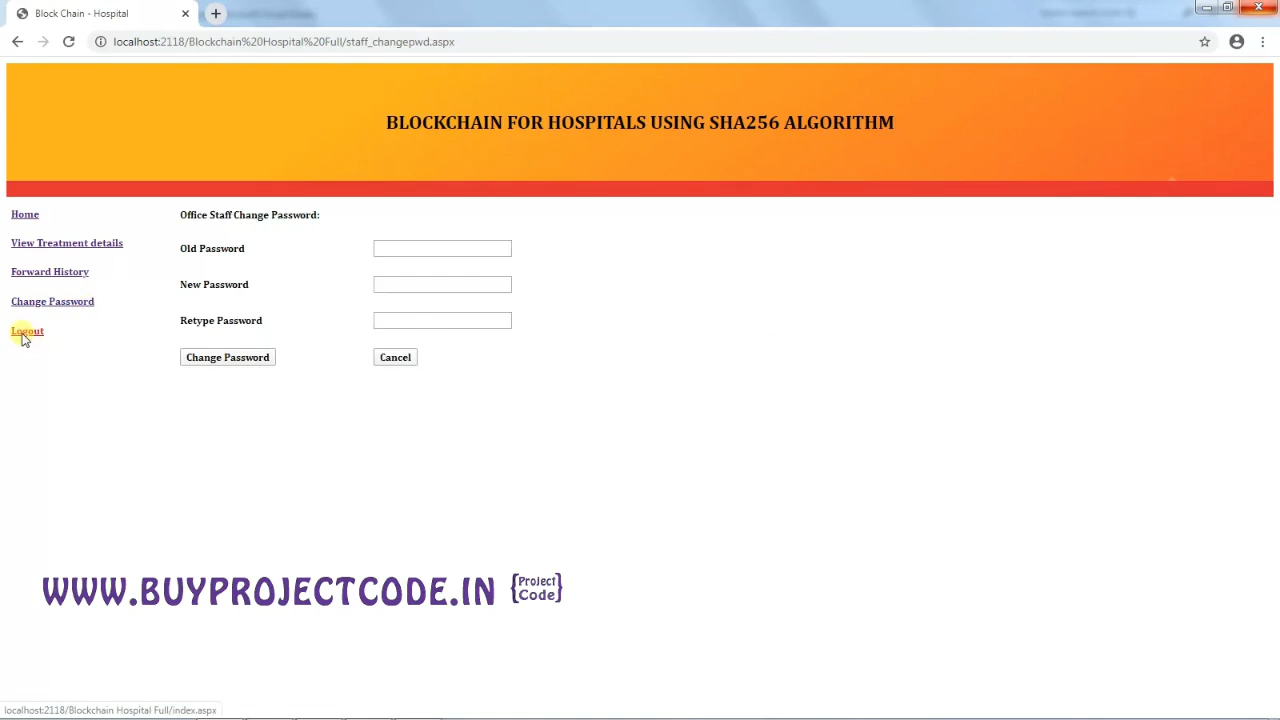 Block Chain - Hospital
localhost:2118/Blockchain%20Hospital%20Full/staff_changepwd.aspx
BLOCKCHAIN FOR HOSPITALS USING SHA256 ALGORITHM
Home
Office Staff Change Password:
View Treatment details
Old Password
Forward History
New Password
Change Password
Retype Password
Logout
Change Password
Cancel
WWW.BUYPROJECTCODE.IN {Project Code}
localhost:2118/Blockchain Hospital Full/index.aspx